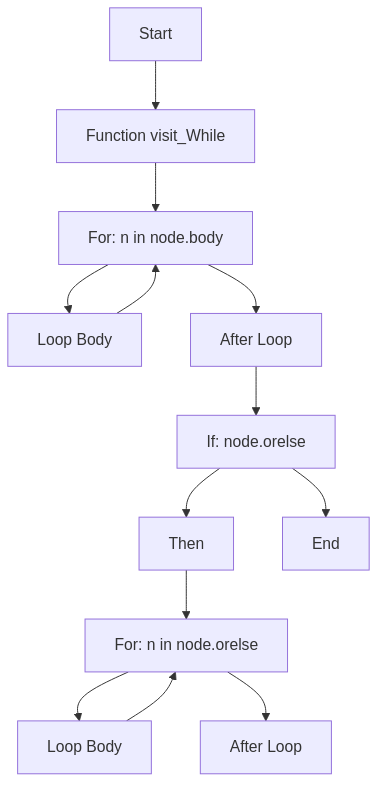 Start
Function visit_While
For: n in node.body
Loop Body
After Loop
If: node.orelse
Then
End
For: n in node.orelse
Loop Body
After Loop